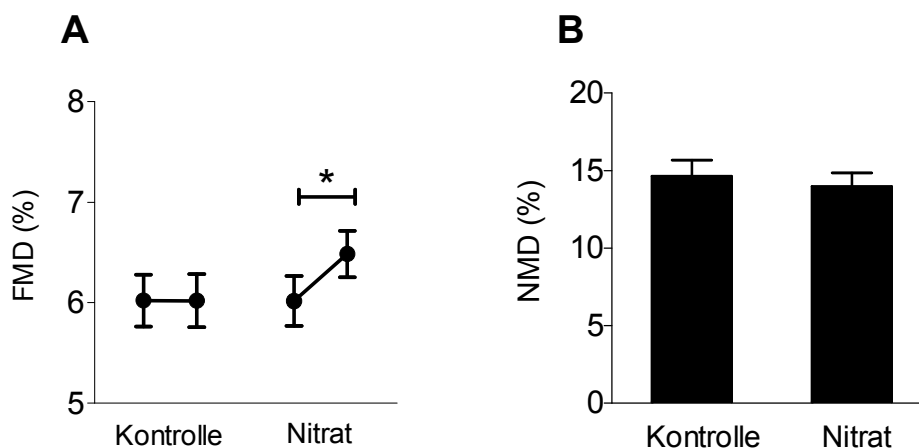 A
FMD (%)
8
7
6
5
*
Kontrolle
Nitrat
B
NMD (%)
20
15
10
5
0
Kontrolle
Nitrat